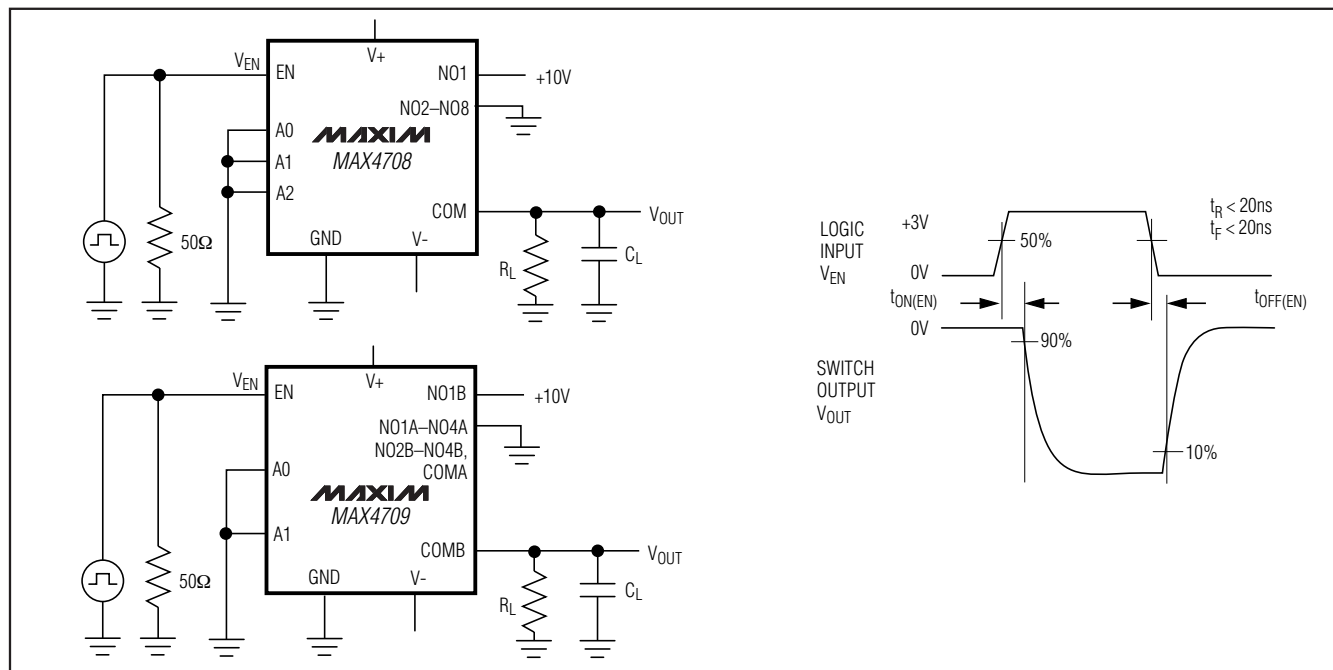 V+
VEN
EN
NO1
+10V
NO2–NO8
A0
MAXIM
A1
MAX4708
A2
COM
VOUT
50Ω
GND
V-
RL
CL
V+
VEN
EN
NO1B
+10V
NO1A–NO4A
NO2B–NO4B,
COMA
A0
MAXIM
MAX4709
A1
COMB
VOUT
50Ω
GND
V-
RL
CL
LOGIC
INPUT
VEN
+3V
50%
0V
tR < 20ns
tF < 20ns
tON(EN)
tOFF(EN)
0V
90%
SWITCH
OUTPUT
VOUT
10%